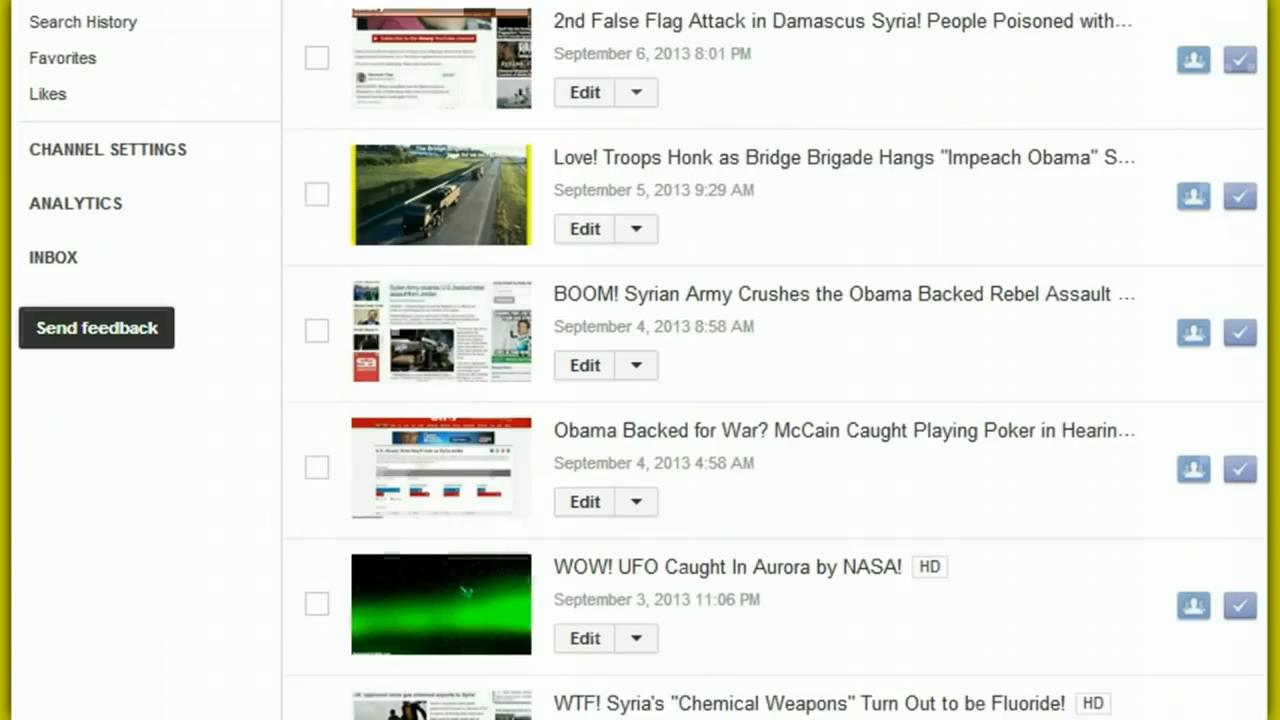 Search History
Favorites
Likes
CHANNEL SETTINGS
ANALYTICS
INBOX
Send feedback
2nd False Flag Attack in Damascus Syria! People Poisoned with...
September 6, 2013 8:01 PM
Edit
Love! Troops Honk as Bridge Brigade Hangs "Impeach Obama" S...
September 5, 2013 9:29 AM
Edit
BOOM! Syrian Army Crushes the Obama Backed Rebel Assault ...
September 4, 2013 8:58 AM
Edit
Obama Backed for War? McCain Caught Playing Poker in Hearin...
September 4, 2013 4:58 AM
Edit
WOW! UFO Caught In Aurora by NASA! HD
September 3, 2013 11:06 PM
Edit
WTF! Syria's "Chemical Weapons" Turn Out to be Fluoride! HD